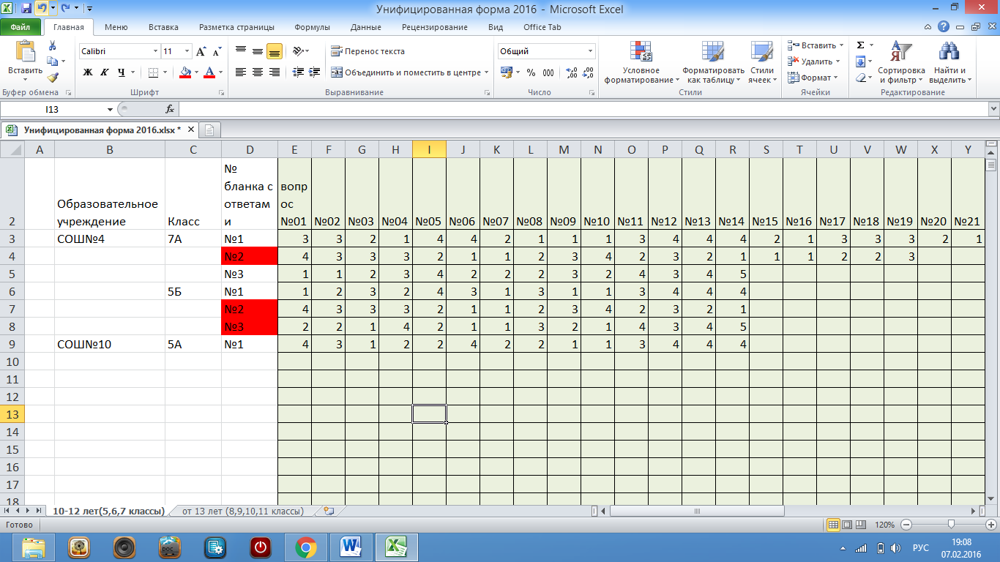 Унифицированная форма 2016 - Microsoft Excel
Файл Главная Меню Вставка Разметка страницы Формулы Данные Рецензирование Вид Office Tab
Вставить
Calibri 11
Ж К Ч
Перенос текста
Объединить и поместить в центре
Общий
% 000
Условное форматирование
Форматировать как таблицу
Стили ячеек
Вставить
Удалить
Формат
Сортировка и фильтр
Найти и выделить
Буфер обмена Шрифт Выравнивание Число Стили Ячейки Редактирование
I13 fx
Унифицированная форма 2016.xlsx *
A B C D E F G H I J K L M N O P Q R S T U V W X Y
2 Образовательное учреждение Класс № бланка с ответами вопрос №01 №02 №03 №04 №05 №06 №07 №08 №09 №10 №11 №12 №13 №14 №15 №16 №17 №18 №19 №20 №21
3 СОШ№4 7А №1 3 3 2 1 4 4 2 1 1 1 3 4 4 4 2 1 3 3 3 2 1
4 №2 4 3 3 3 2 1 1 2 3 4 2 3 2 1 1 1 2 2 3
5 №3 1 1 2 3 4 2 2 2 3 2 4 3 4 5
6 5Б №1 1 2 3 2 4 3 1 3 1 1 3 4 4 4
7 №2 4 3 3 3 2 1 1 2 3 4 2 3 2 1
8 №3 2 2 1 4 2 1 1 3 2 1 4 3 4 5
9 СОШ№10 5А №1 4 3 1 2 2 4 2 2 1 1 3 4 4 4
10
11
12
13
14
15
16
17
18
10-12 лет(5,6,7 классы) от 13 лет (8,9,10,11 классы)
Готово 120%
DOC
РУС
19:08
07.02.2016